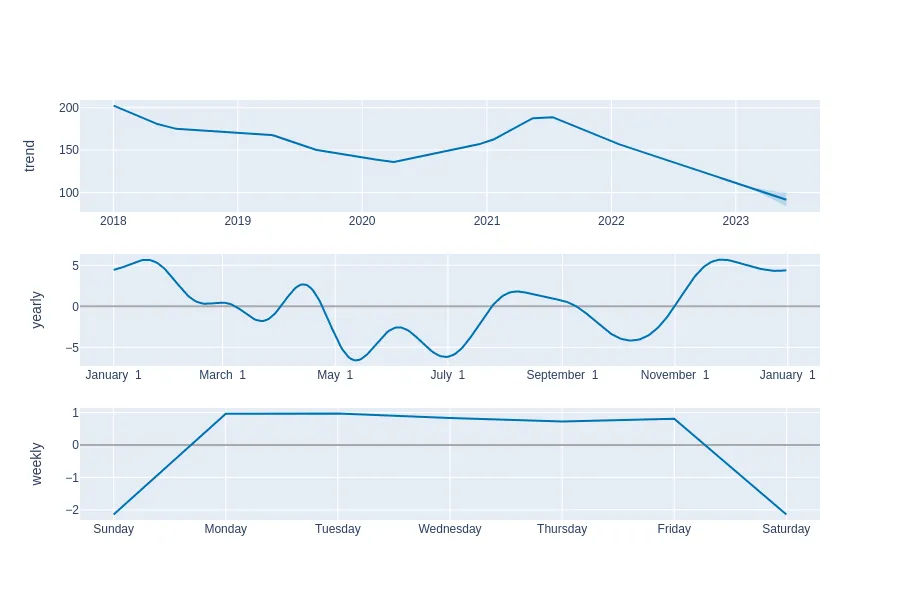 trend
200
150
100
2018 2019 2020 2021 2022 2023
yearly
5
0
−5
January 1 March 1 May 1 July 1 September 1 November 1 January 1
weekly
1
0
−1
−2
Sunday Monday Tuesday Wednesday Thursday Friday Saturday